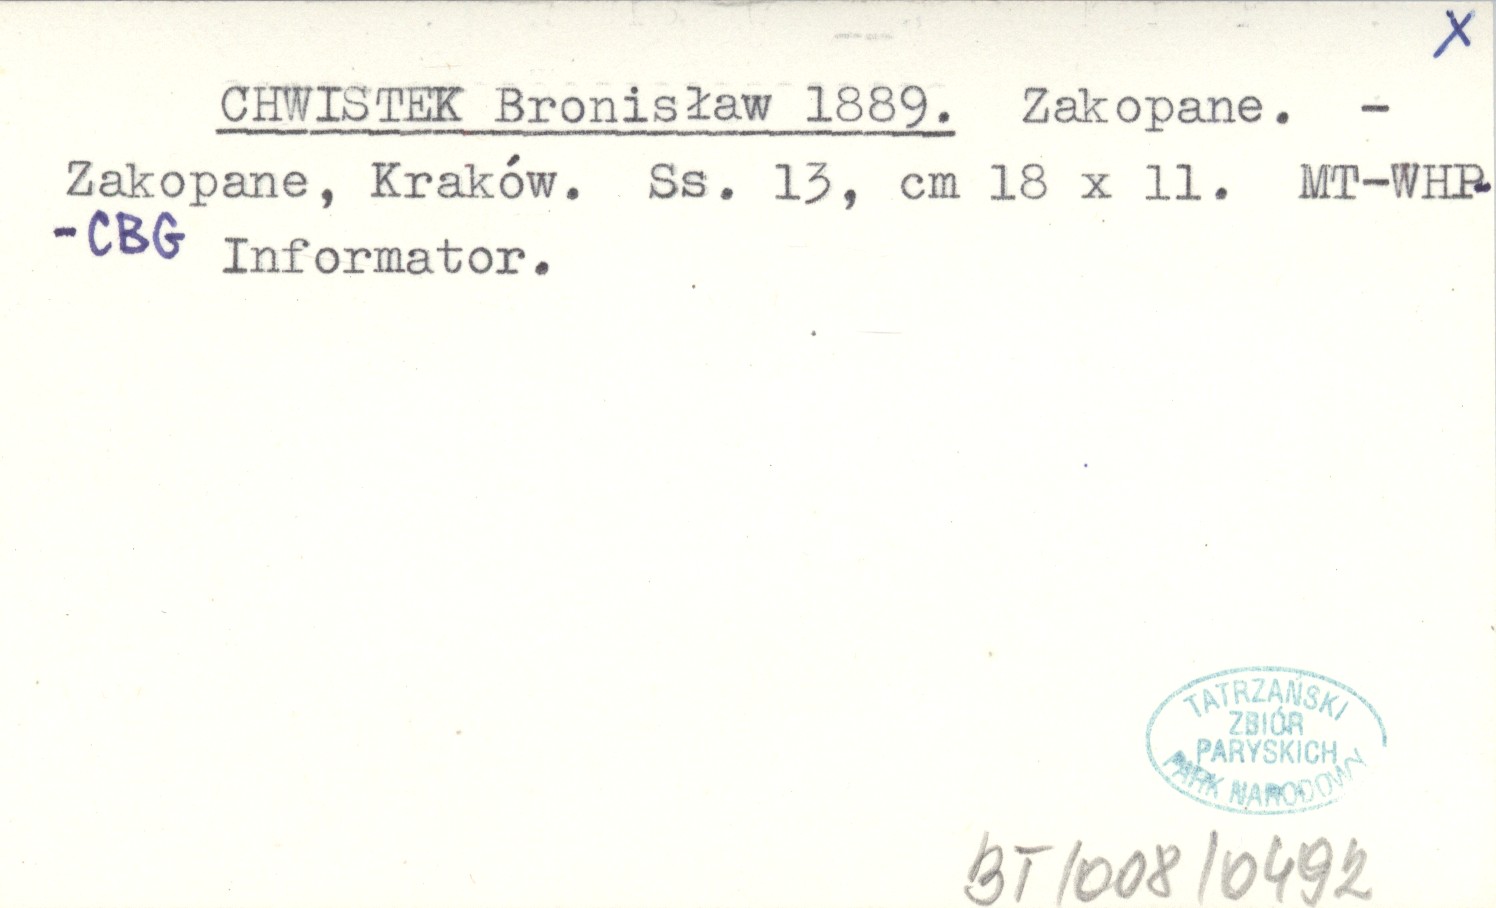 X
CHWISTEK Bronisław 1889. Zakopane. -
Zakopane, Kraków. Ss. 13, cm 18 x 11. MT-WHP-
-CBG Informator.
TATRZAŃSKI
ZBIÓR
PARYSKICH
PARK NARODOWY
BT/008/0492